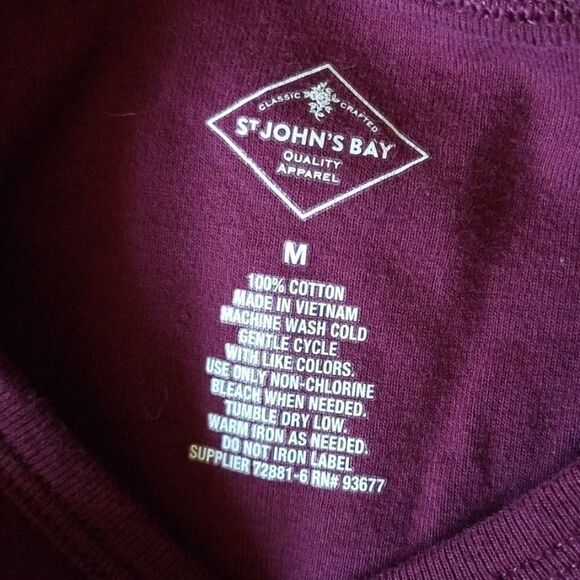 CLASSIC CRAFTED
ST JOHN'S BAY
QUALITY
APPAREL
M
100% COTTON
MADE IN VIETNAM
MACHINE WASH COLD
GENTLE CYCLE
WITH LIKE COLORS.
USE ONLY NON-CHLORINE
BLEACH WHEN NEEDED.
TUMBLE DRY LOW.
WARM IRON AS NEEDED.
DO NOT IRON LABEL
SUPPLIER 72881-6 RN# 93677